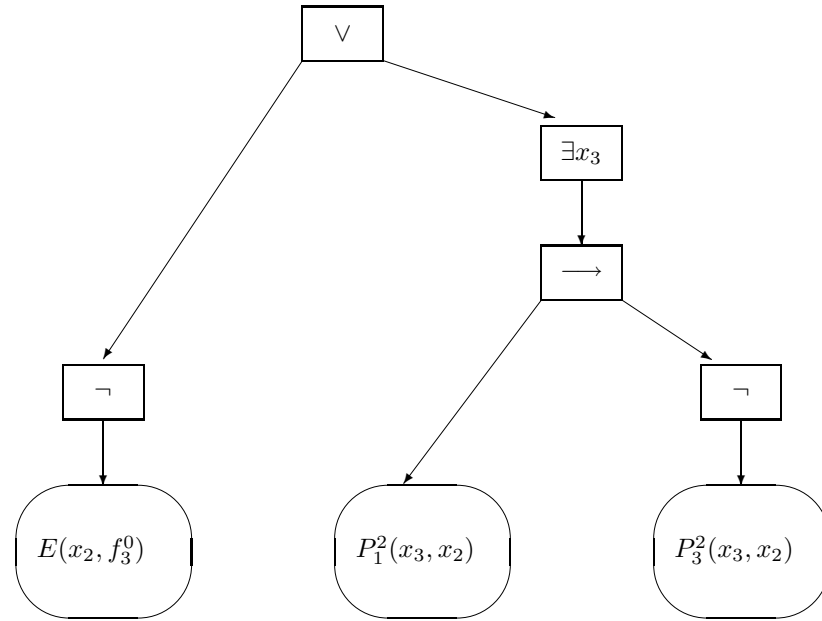 ∨
∃x₃
⟶
¬
¬
E(x₂, f₃⁰)
P₁²(x₃, x₂)
P₃²(x₃, x₂)